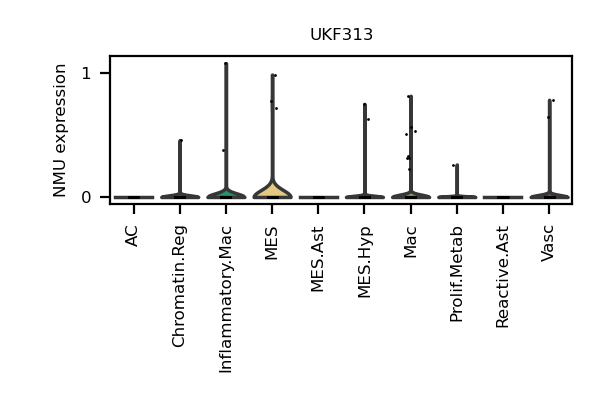 UKF313
NMU expression
1
0
AC
Chromatin.Reg
Inflammatory.Mac
MES
MES.Ast
MES.Hyp
Mac
Prolif.Metab
Reactive.Ast
Vasc